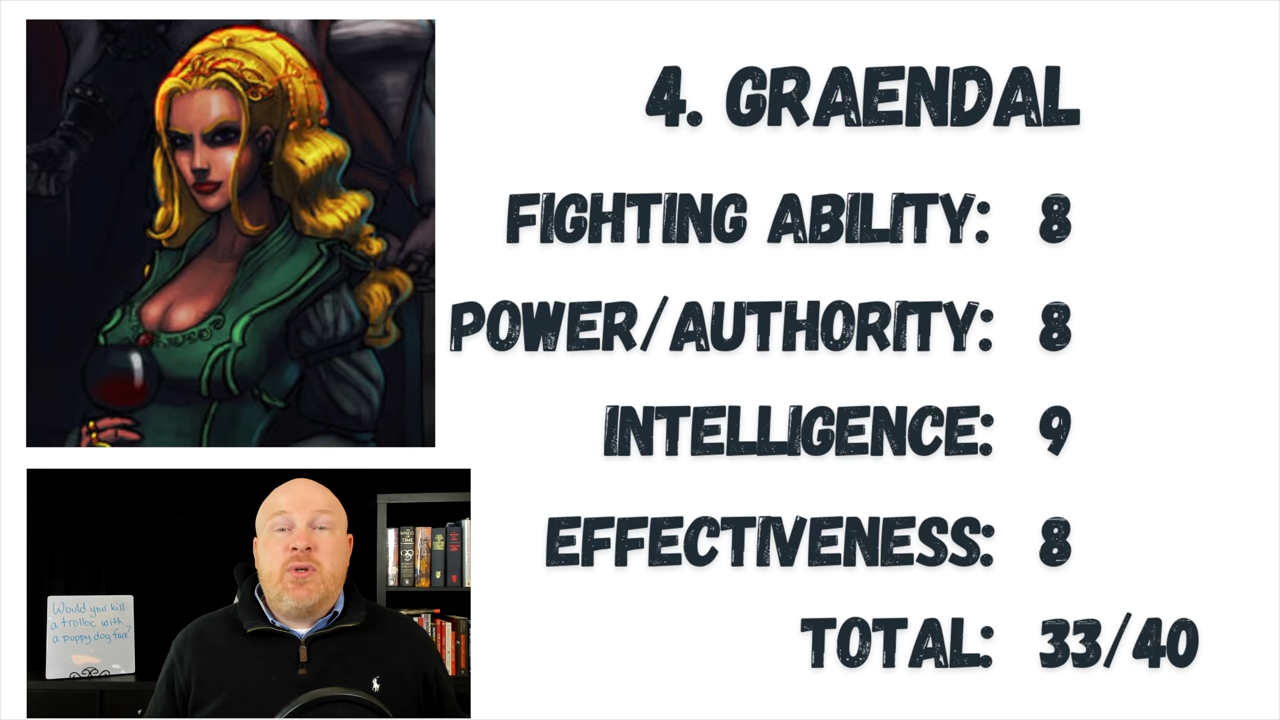 4. GRAENDAL
FIGHTING ABILITY: 8
POWER/AUTHORITY: 8
INTELLIGENCE: 9
EFFECTIVENESS: 8
TOTAL: 33/40
Would you kill
a trolloc with
a puppy dog face?